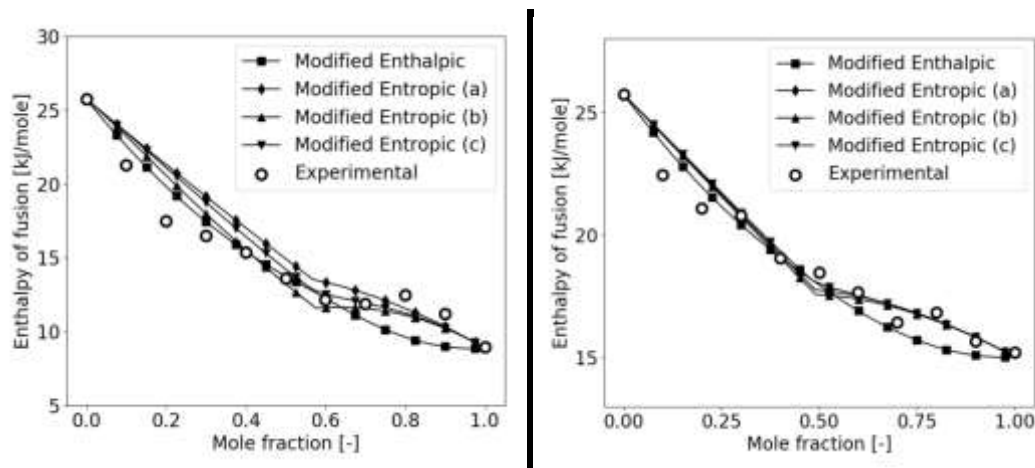 Enthalpy of fusion [kJ/mole]
30
25
20
15
10
5
Modified Enthalpic
Modified Entropic (a)
Modified Entropic (b)
Modified Entropic (c)
Experimental
0.0
0.2
0.4
0.6
0.8
1.0
Mole fraction [-]
Enthalpy of fusion [kJ/mole]
25
20
15
Modified Enthalpic
Modified Entropic (a)
Modified Entropic (b)
Modified Entropic (c)
Experimental
0.00
0.25
0.50
0.75
1.00
Mole fraction [-]